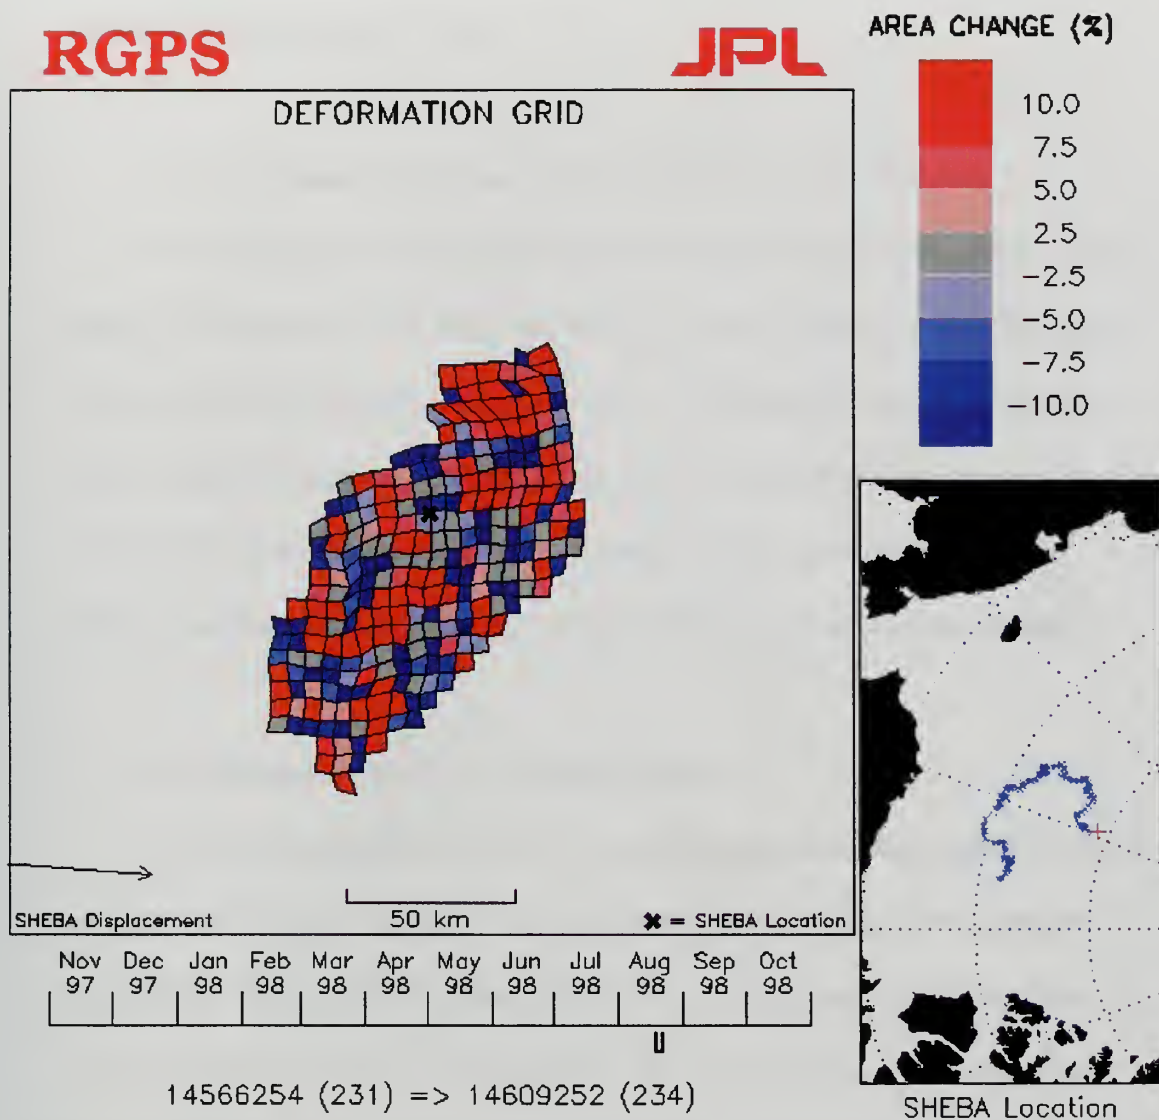 RGPS
JPL
AREA CHANGE (%)
DEFORMATION GRID
10.0
7.5
5.0
2.5
-2.5
-5.0
-7.5
-10.0
SHEBA Displacement
50 km
✖ = SHEBA Location
Nov Dec Jan Feb Mar Apr May Jun Jul Aug Sep Oct
97 97 98 98 98 98 98 98 98 98 98 98
14566254 (231) => 14609252 (234)
SHEBA Location